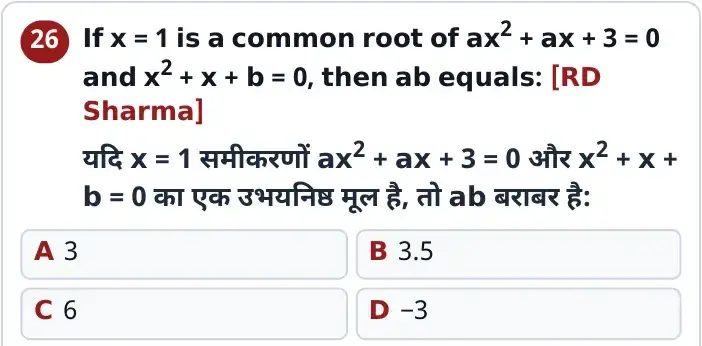 26 If x = 1 is a common root of ax² + ax + 3 = 0
and x² + x + b = 0, then ab equals: [RD
Sharma]
यदि x = 1 समीकरणों ax² + ax + 3 = 0 और x² + x +
b = 0 का एक उभयनिष्ठ मूल है, तो ab बराबर है:
A 3
B 3.5
C 6
D −3